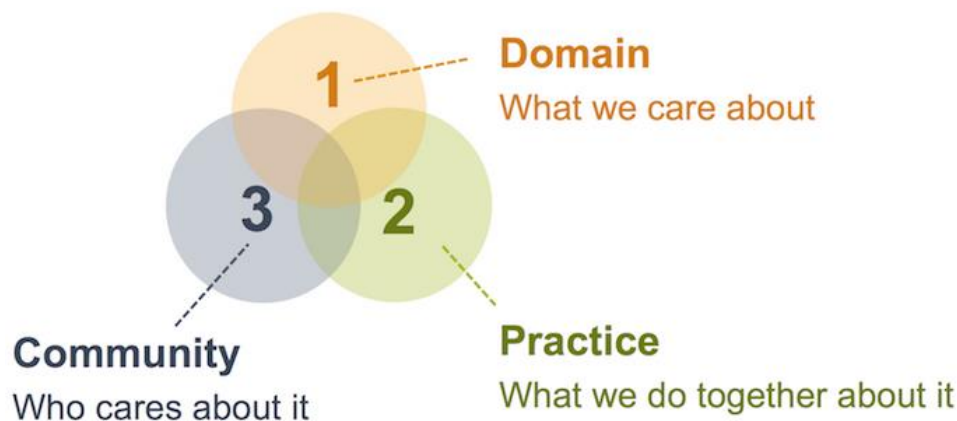 1
Domain
What we care about
3
2
Community
Who cares about it
Practice
What we do together about it